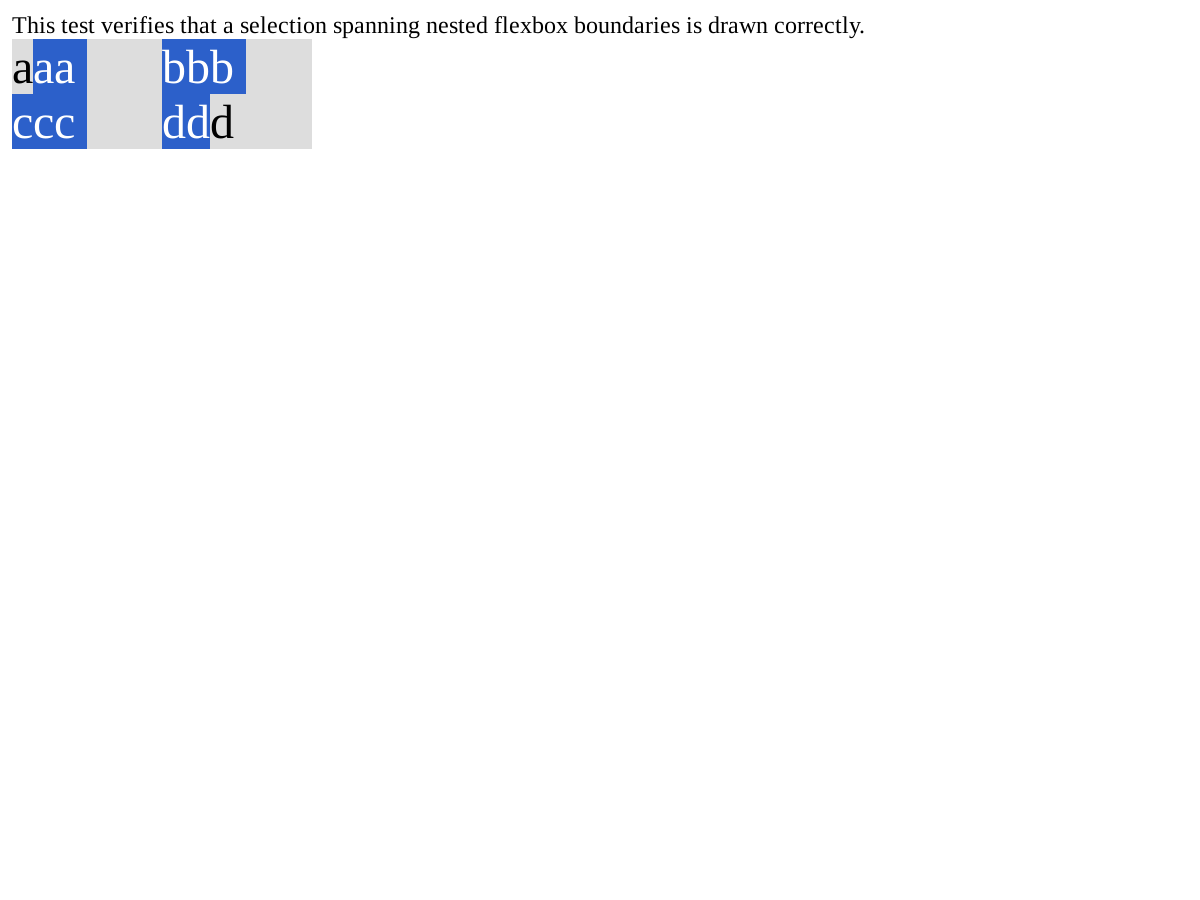 This test verifies that a selection spanning nested flexbox boundaries is drawn correctly.
aaa bbb
ccc ddd